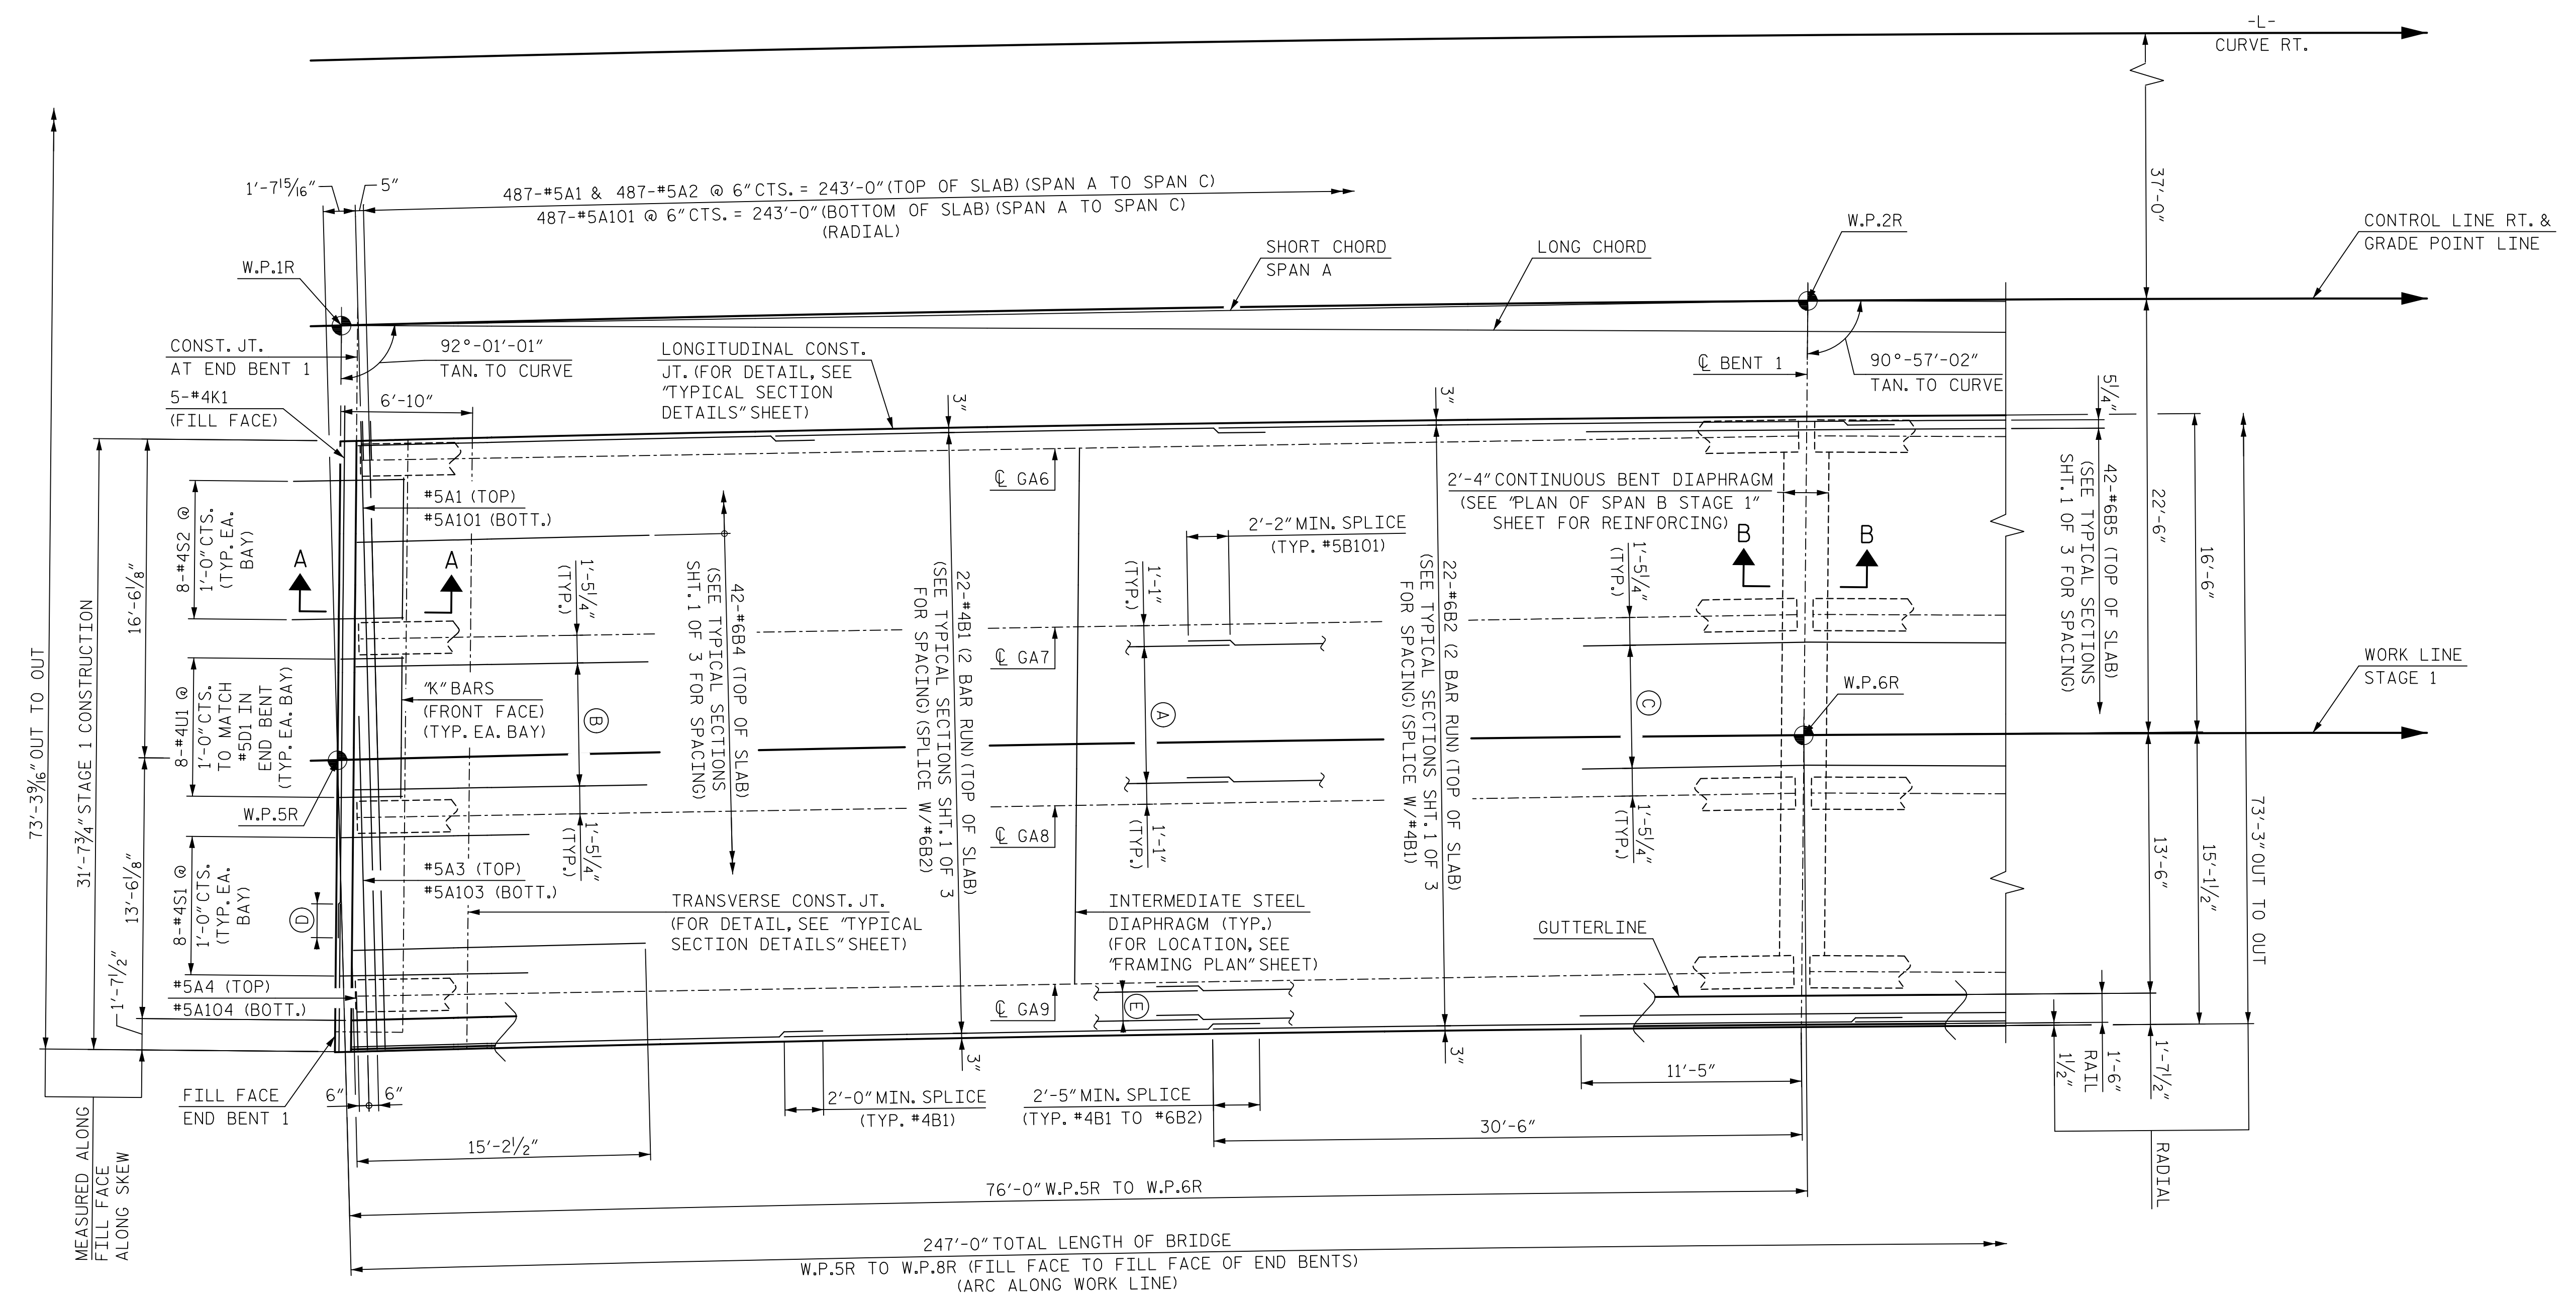 -L-
CURVE RT.
37'-0"
1'-7 15/16"
5"
487-#5A1 & 487-#5A2 @ 6" CTS. = 243'-0" (TOP OF SLAB) (SPAN A TO SPAN C)
487-#5A101 @ 6" CTS. = 243'-0" (BOTTOM OF SLAB) (SPAN A TO SPAN C)
(RADIAL)
W.P.1R
W.P.2R
SHORT CHORD
SPAN A
LONG CHORD
CONTROL LINE RT. &
GRADE POINT LINE
CONST. JT.
AT END BENT 1
92°-01'-01"
TAN. TO CURVE
LONGITUDINAL CONST.
JT. (FOR DETAIL, SEE
"TYPICAL SECTION
DETAILS" SHEET)
℄ BENT 1
90°-57'-02"
TAN. TO CURVE
5-#4K1
(FILL FACE)
6'-10"
3"
3"
5 1/4"
℄ GA6
2'-4" CONTINUOUS BENT DIAPHRAGM
(SEE "PLAN OF SPAN B STAGE 1"
SHEET FOR REINFORCING)
#5A1 (TOP)
#5A101 (BOTT.)
2'-2" MIN. SPLICE
(TYP. #5B101)
8-#4S2 @
1'-0" CTS.
(TYP. EA.
BAY)
A
A
B
B
1'-5 1/4"
(TYP.)
1'-1"
(TYP.)
1'-5 1/4"
(TYP.)
42-#6B4 (TOP OF SLAB)
(SEE TYPICAL SECTIONS
SHT. 1 OF 3 FOR SPACING)
22-#4B1 (2 BAR RUN) (TOP OF SLAB)
(SEE TYPICAL SECTIONS SHT. 1 OF 3
FOR SPACING) (SPLICE W/#6B2)
22-#6B2 (2 BAR RUN) (TOP OF SLAB)
(SEE TYPICAL SECTIONS SHT. 1 OF 3
FOR SPACING) (SPLICE W/#4B1)
42-#6B5 (TOP OF SLAB)
(SEE TYPICAL SECTIONS
SHT. 1 OF 3 FOR SPACING)
22'-6"
16'-6"
73'-3 9/16" OUT TO OUT
31'-7 3/4" STAGE 1 CONSTRUCTION
16'-6 1/8"
℄ GA7
8-#4U1 @
1'-0" CTS.
TO MATCH
#5D1 IN
END BENT
(TYP. EA. BAY)
"K" BARS
(FRONT FACE)
(TYP. EA. BAY)
B
A
C
W.P.6R
WORK LINE
STAGE 1
W.P.5R
℄ GA8
1'-5 1/4"
(TYP.)
1'-1"
(TYP.)
1'-5 1/4"
(TYP.)
13'-6 1/8"
8-#4S1 @
1'-0" CTS.
(TYP. EA.
BAY)
#5A3 (TOP)
#5A103 (BOTT.)
D
TRANSVERSE CONST. JT.
(FOR DETAIL, SEE "TYPICAL
SECTION DETAILS" SHEET)
INTERMEDIATE STEEL
DIAPHRAGM (TYP.)
(FOR LOCATION, SEE
"FRAMING PLAN" SHEET)
GUTTERLINE
13'-6"
15'-1 1/2"
73'-3" OUT TO OUT
1'-7 1/2"
#5A4 (TOP)
#5A104 (BOTT.)
℄ GA9
E
3"
3"
FILL FACE
END BENT 1
6"
6"
2'-0" MIN. SPLICE
(TYP. #4B1)
2'-5" MIN. SPLICE
(TYP. #4B1 TO #6B2)
11'-5"
30'-6"
1 1/2"
1'-6"
RAIL
1'-7 1/2"
RADIAL
15'-2 1/2"
MEASURED ALONG
FILL FACE
ALONG SKEW
76'-0" W.P.5R TO W.P.6R
247'-0" TOTAL LENGTH OF BRIDGE
W.P.5R TO W.P.8R (FILL FACE TO FILL FACE OF END BENTS)
(ARC ALONG WORK LINE)